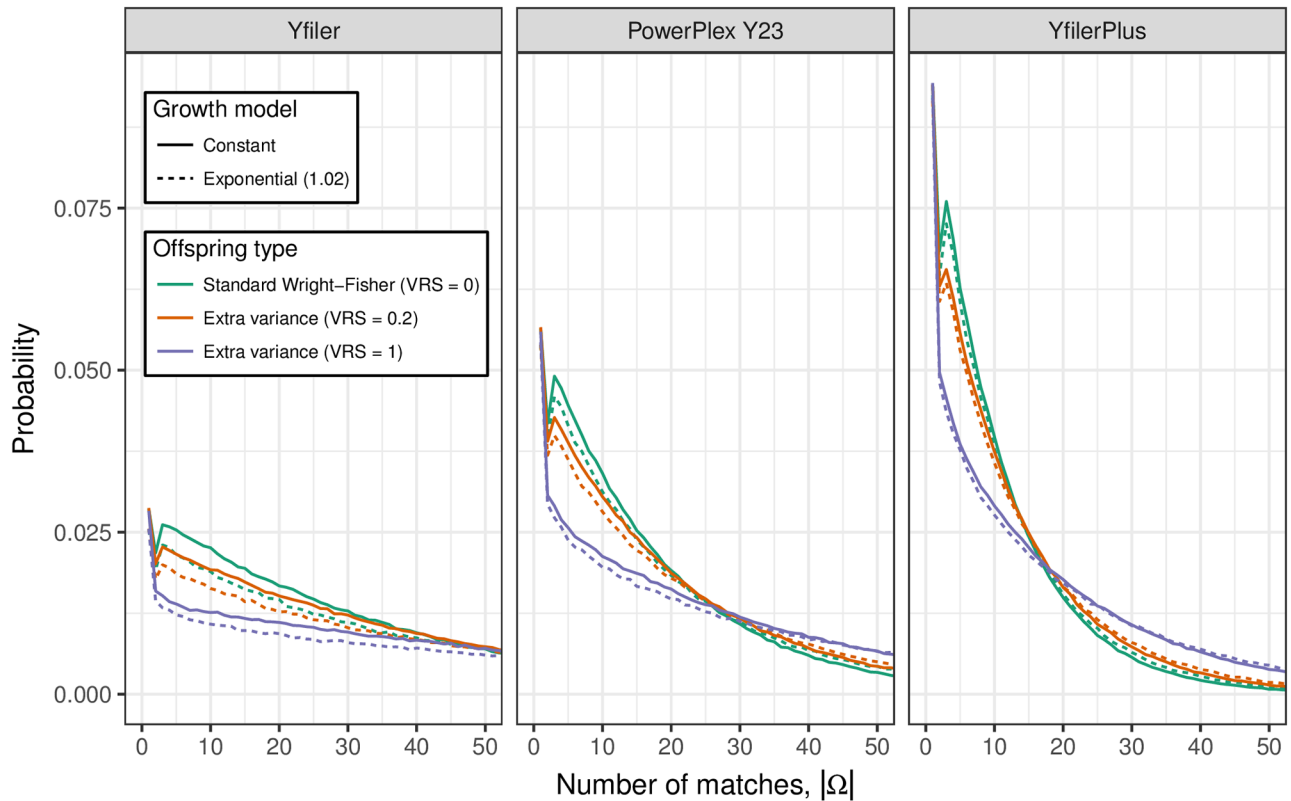 Yfiler
PowerPlex Y23
YfilerPlus
Growth model
Constant
Exponential (1.02)
Offspring type
Standard Wright−Fisher (VRS = 0)
Extra variance (VRS = 0.2)
Extra variance (VRS = 1)
Probability
0.075
0.050
0.025
0.000
0 10 20 30 40 50
0 10 20 30 40 50
0 10 20 30 40 50
Number of matches, |Ω|